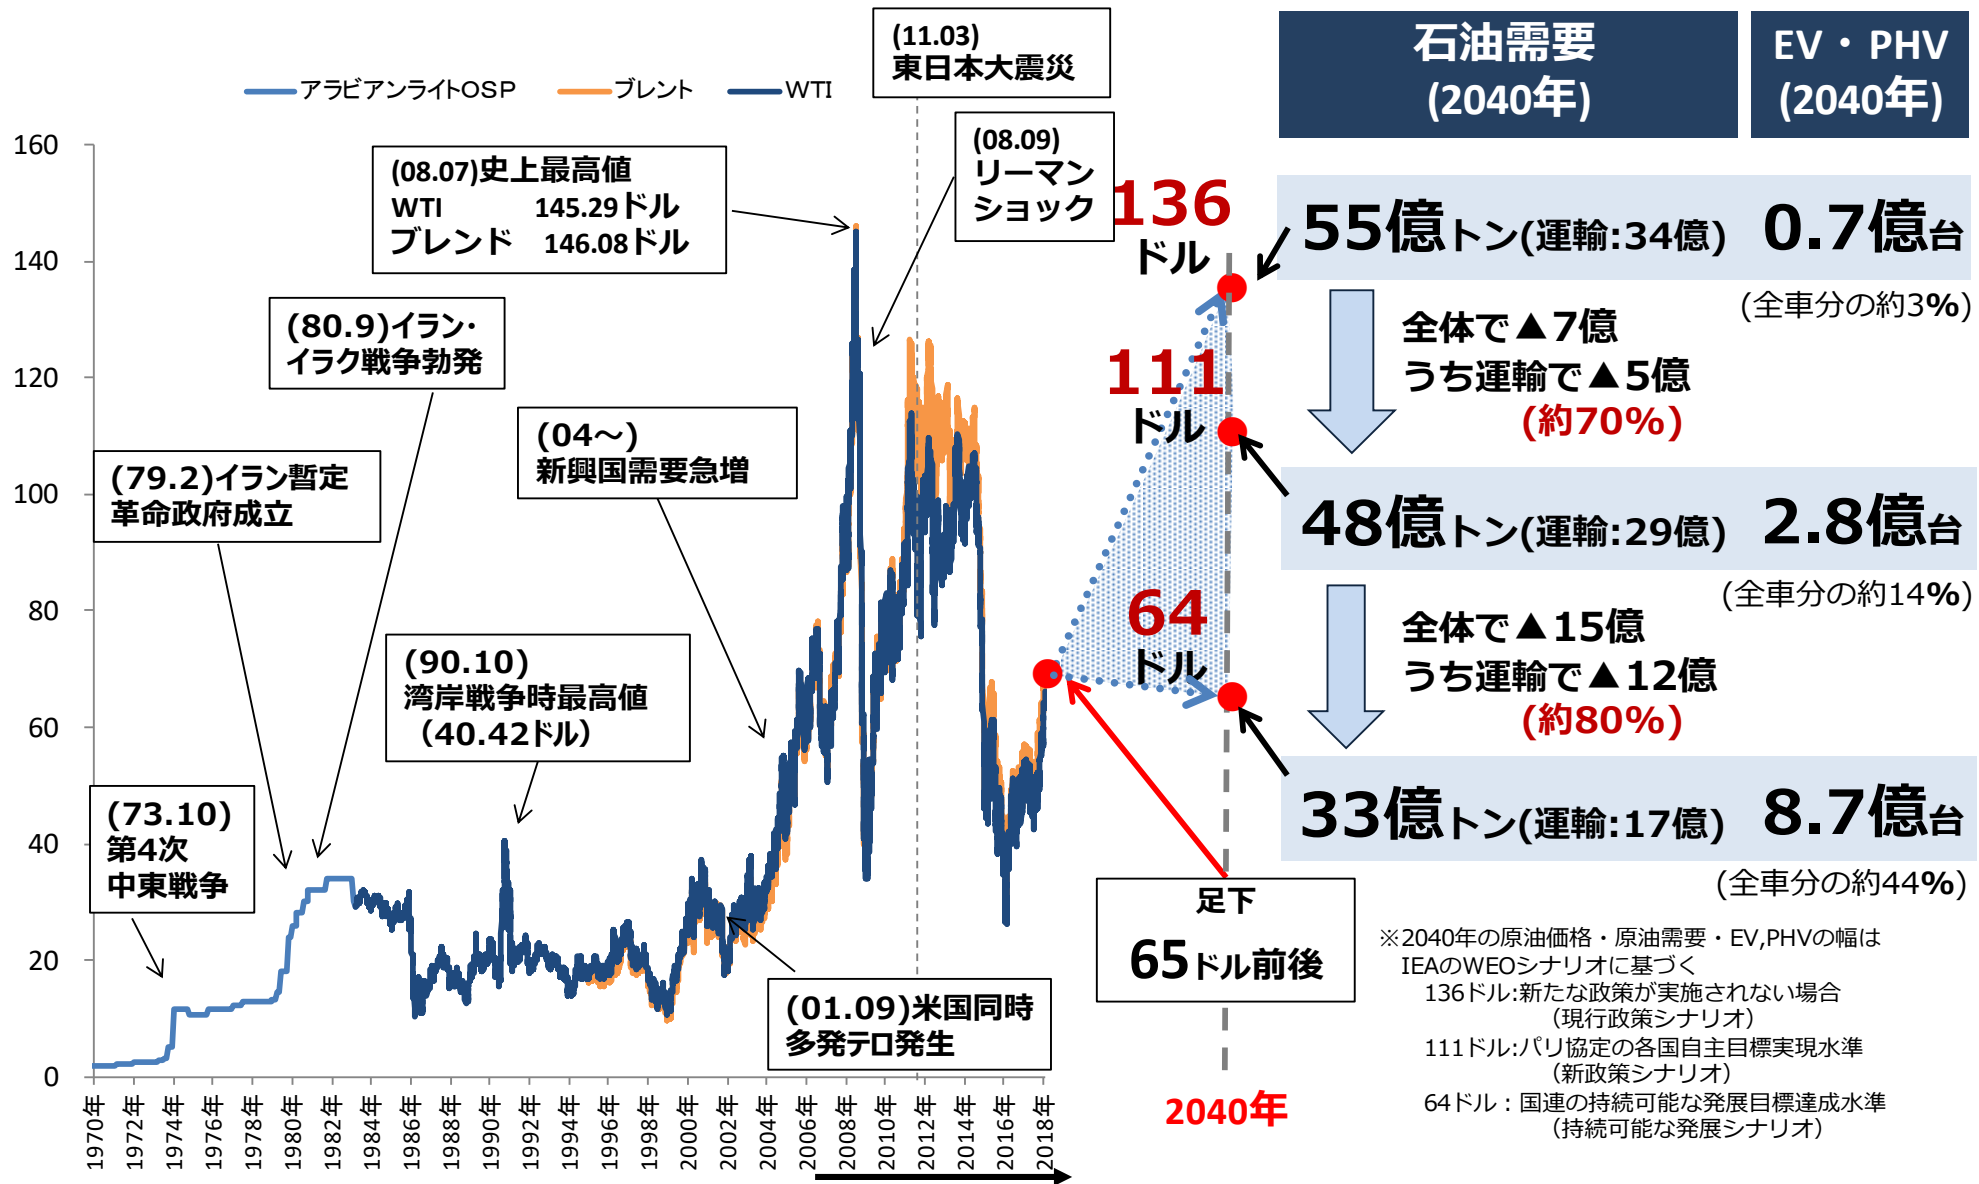 アラビアンライトOSP
ブレント
WTI
160
140
120
100
80
60
40
20
0
1970年
1972年
1974年
1976年
1978年
1980年
1982年
1984年
1986年
1988年
1990年
1992年
1994年
1996年
1998年
2000年
2002年
2004年
2006年
2008年
2010年
2012年
2014年
2016年
2018年
(73.10)
第4次
中東戦争
(79.2)イラン暫定
革命政府成立
(80.9)イラン・
イラク戦争勃発
(90.10)
湾岸戦争時最高値
（40.42ドル）
(01.09)米国同時
多発テロ発生
(04～)
新興国需要急増
(08.07)史上最高値
WTI 145.29ドル
ブレンド 146.08ドル
(08.09)
リーマン
ショック
(11.03)
東日本大震災
136
ドル
111
ドル
64
ドル
足下
65ドル前後
2040年
石油需要
(2040年)
EV・PHV
(2040年)
55億トン(運輸:34億) 0.7億台
(全車分の約3%)
全体で▲7億
うち運輸で▲5億
(約70%)
48億トン(運輸:29億) 2.8億台
(全車分の約14%)
全体で▲15億
うち運輸で▲12億
(約80%)
33億トン(運輸:17億) 8.7億台
(全車分の約44%)
※2040年の原油価格・原油需要・EV,PHVの幅は
IEAのWEOシナリオに基づく
136ドル:新たな政策が実施されない場合
（現行政策シナリオ）
111ドル:パリ協定の各国自主目標実現水準
（新政策シナリオ）
64ドル：国連の持続可能な発展目標達成水準
（持続可能な発展シナリオ）